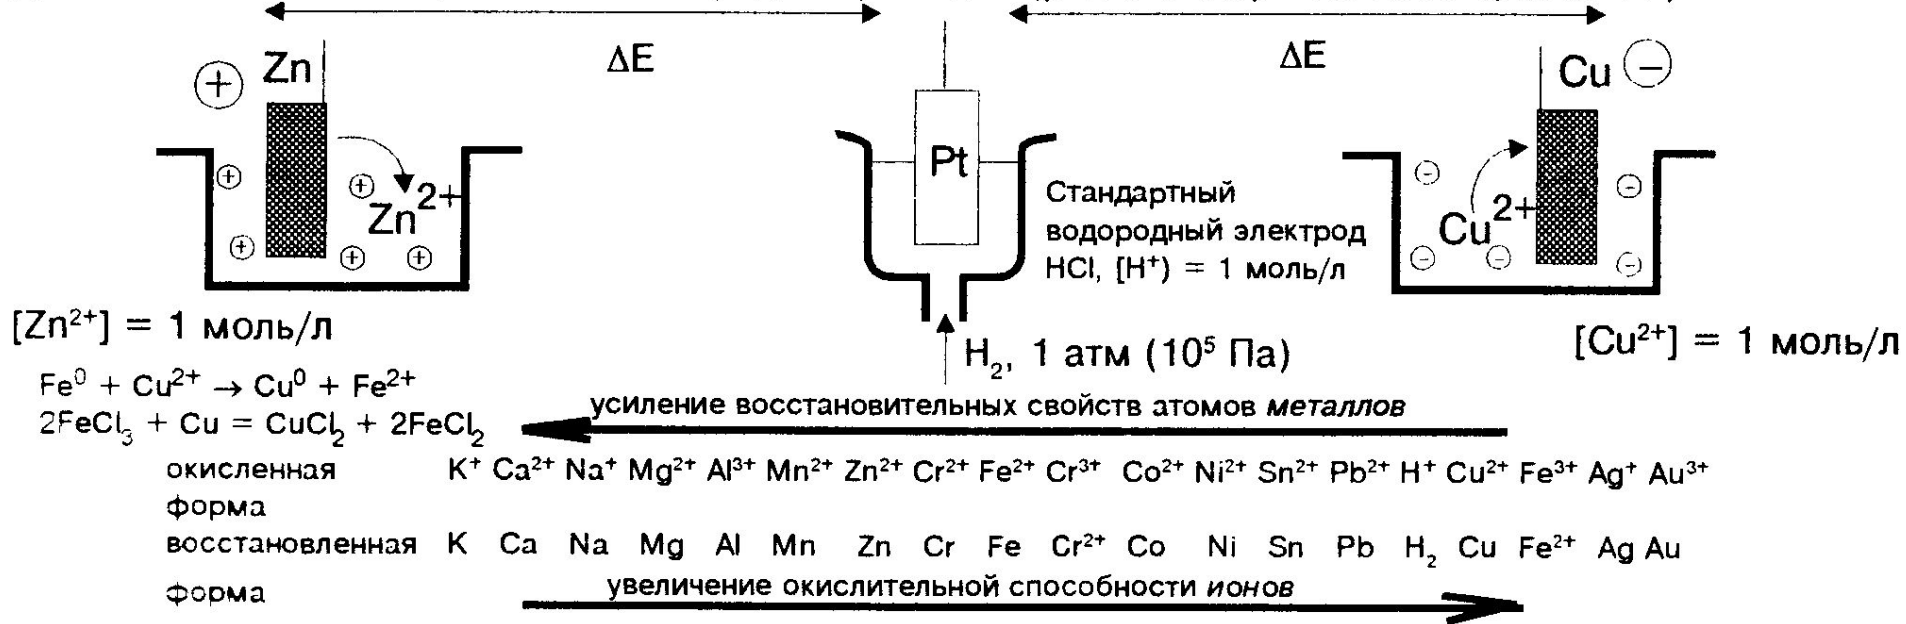 Zn
ΔE
ΔE
Cu
Pt
Zn²⁺
Стандартный
водородный электрод
HCl, [H⁺) = 1 моль/л
Cu²⁺
[Zn²⁺] = 1 моль/л
H₂, 1 атм (10⁵ Па)
[Cu²⁺] = 1 моль/л
Fe⁰ + Cu²⁺ → Cu⁰ + Fe²⁺
2FeCl₃ + Cu = CuCl₂ + 2FeCl₂
усиление восстановительных свойств атомов металлов
окисленная K⁺ Ca²⁺ Na⁺ Mg²⁺ Al³⁺ Mn²⁺ Zn²⁺ Cr²⁺ Fe²⁺ Cr³⁺ Co²⁺ Ni²⁺ Sn²⁺ Pb²⁺ H⁺ Cu²⁺ Fe³⁺ Ag⁺ Au³⁺
форма
восстановленная K Ca Na Mg Al Mn Zn Cr Fe Cr²⁺ Co Ni Sn Pb H₂ Cu Fe²⁺ Ag Au
форма
увеличение окислительной способности ионов